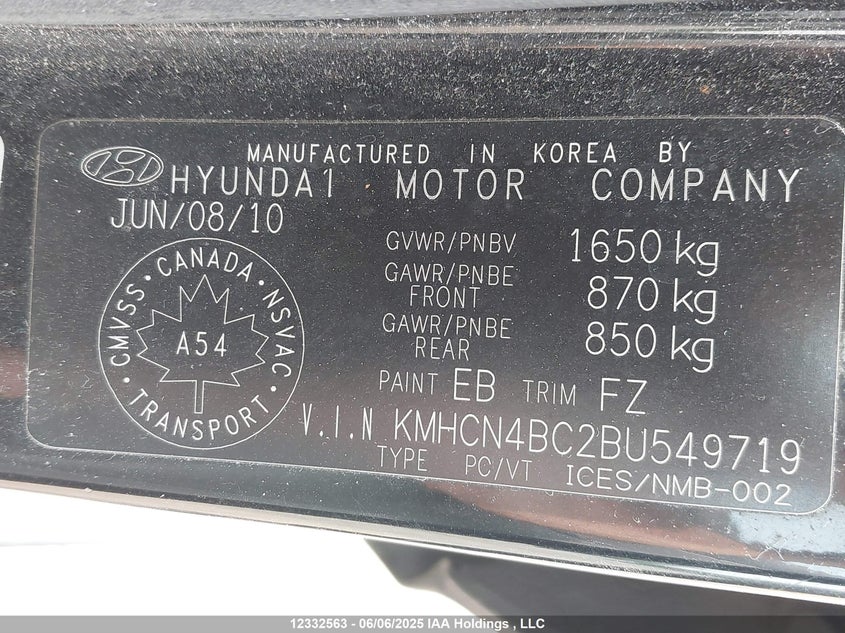 MANUFACTURED IN KOREA BY
HYUNDAI MOTOR COMPANY
JUN/08/10
GVWR/PNBV 1650 kg
GAWR/PNBE FRONT 870 kg
GAWR/PNBE REAR 850 kg
CMVSS · CANADA · NSVAC · TRANSPORT ·
A54
PAINT EB TRIM FZ
V.I.N KMHCN4BC2BU549719
TYPE PC/VT ICES/NMB-002
12332563 - 06/06/2025 IAA Holdings , LLC